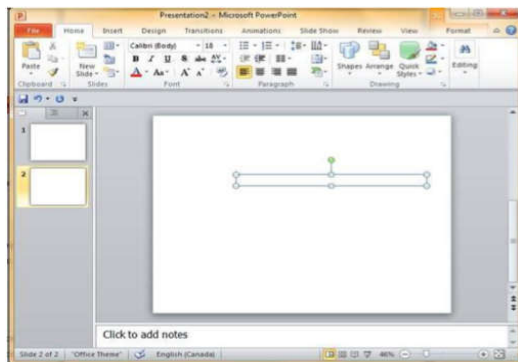 Presentation2 - Microsoft PowerPoint
File Home Insert Design Transitions Animations Slide Show Review View Format
Calibri (Body) 18
Paste New Slide B I U S abc AV Shapes Arrange Quick Styles Editing
A Aa A A
Clipboard Slides Font Paragraph Drawing
1
2
Click to add notes
Slide 2 of 2 "Office Theme" English (Canada) 46%